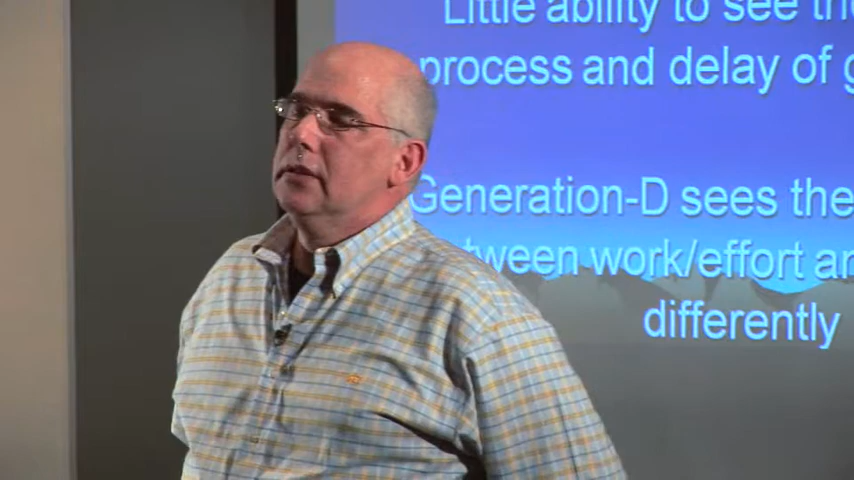 Little ability to see
process and delay of
Generation-D sees the
work/effort
Differently